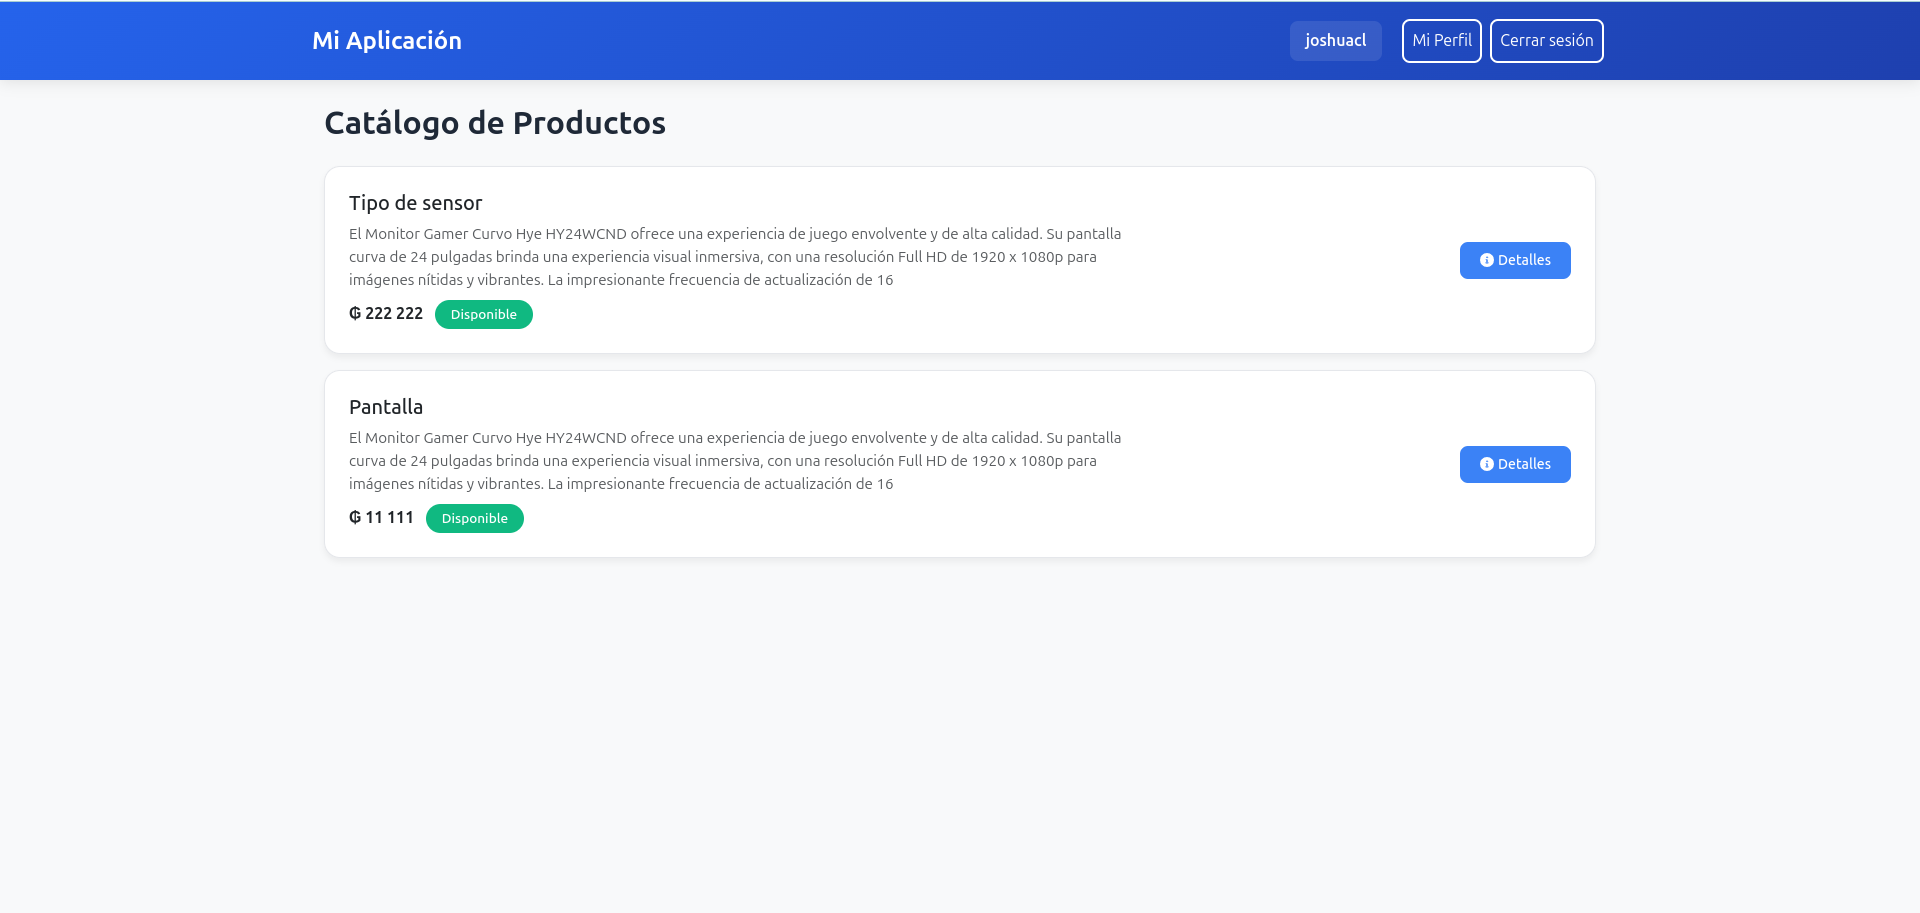 Mi Aplicación
joshuacl
Mi Perfil
Cerrar sesión
Catálogo de Productos
Tipo de sensor
El Monitor Gamer Curvo Hye HY24WCND ofrece una experiencia de juego envolvente y de alta calidad. Su pantalla
curva de 24 pulgadas brinda una experiencia visual inmersiva, con una resolución Full HD de 1920 x 1080p para
imágenes nítidas y vibrantes. La impresionante frecuencia de actualización de 16
₲ 222 222
Disponible
Detalles
Pantalla
El Monitor Gamer Curvo Hye HY24WCND ofrece una experiencia de juego envolvente y de alta calidad. Su pantalla
curva de 24 pulgadas brinda una experiencia visual inmersiva, con una resolución Full HD de 1920 x 1080p para
imágenes nítidas y vibrantes. La impresionante frecuencia de actualización de 16
₲ 11 111
Disponible
Detalles